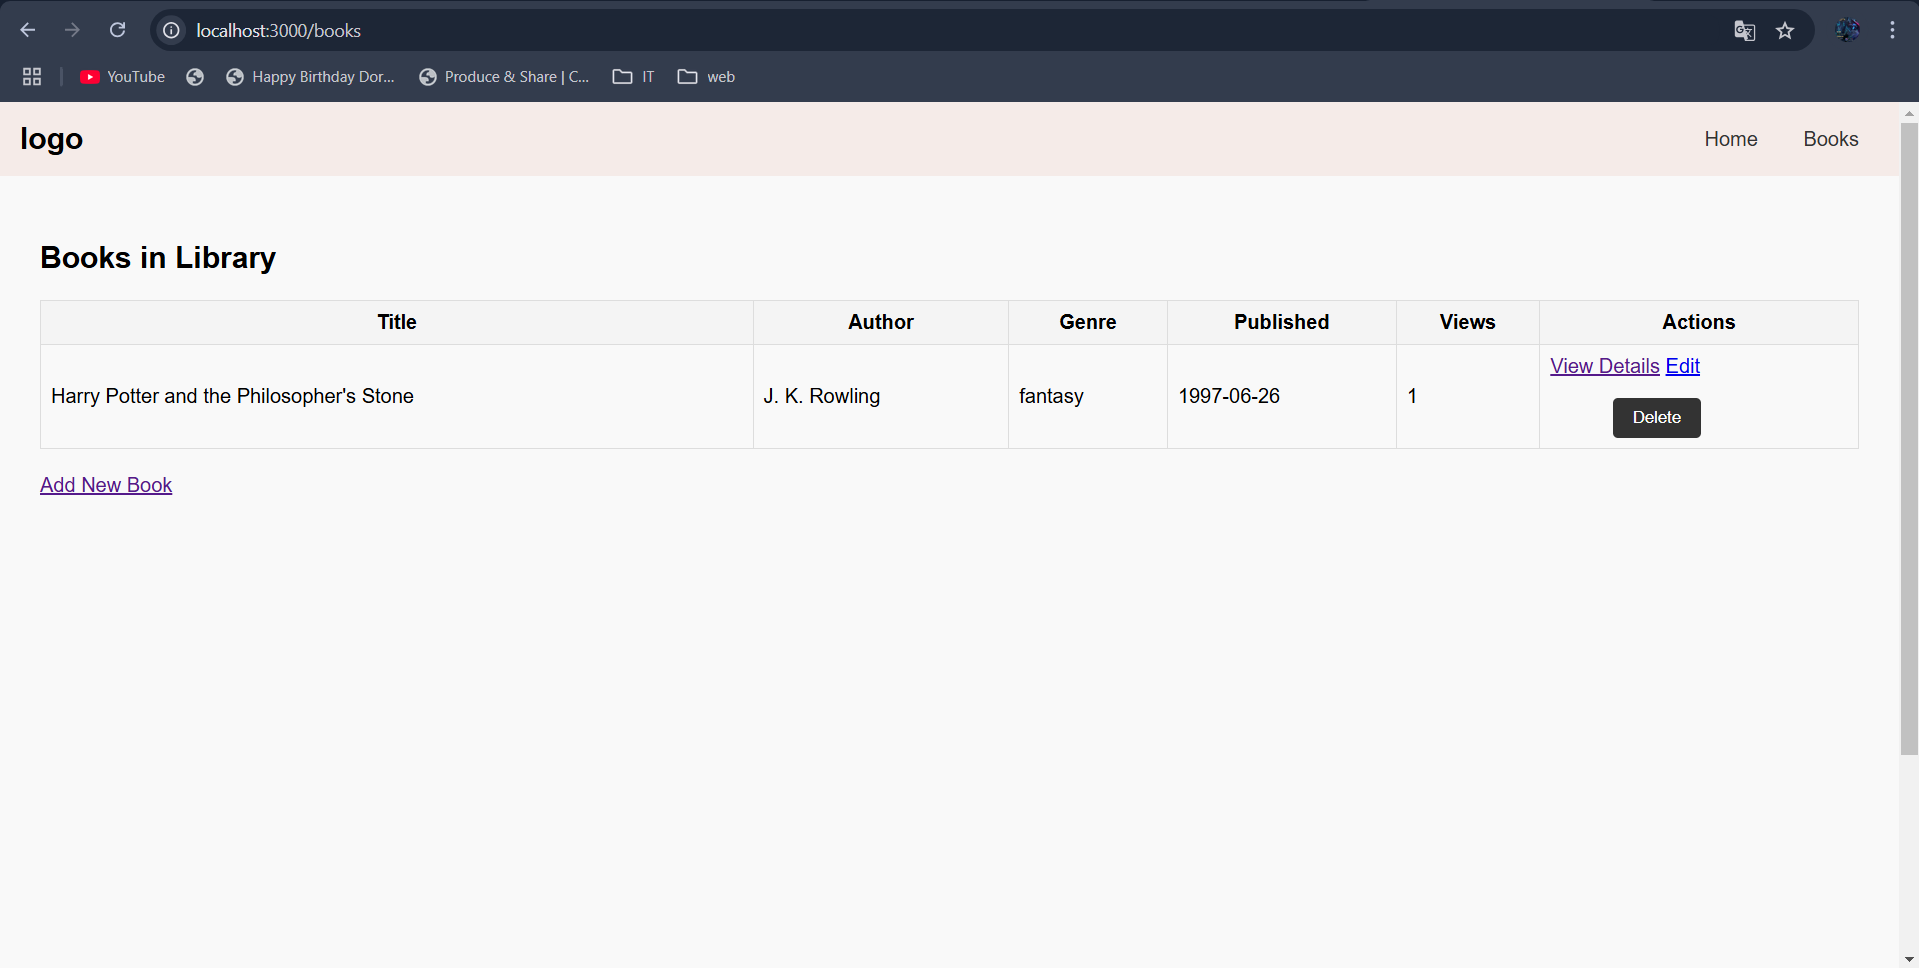 localhost:3000/books
YouTube Happy Birthday Dor... Produce & Share | C... IT web
logo Home Books
Books in Library
Title Author Genre Published Views Actions
Harry Potter and the Philosopher's Stone J. K. Rowling fantasy 1997-06-26 1 View Details Edit
Delete
Add New Book